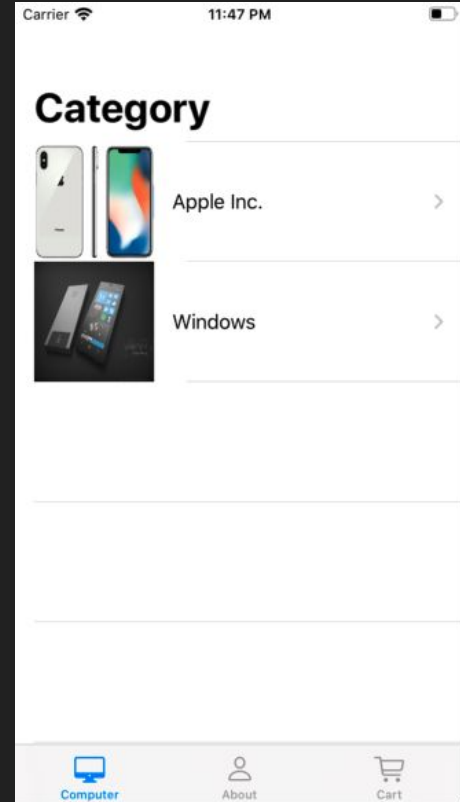 Carrier
11:47 PM
Category
Apple Inc.
Windows
Computer
About
Cart